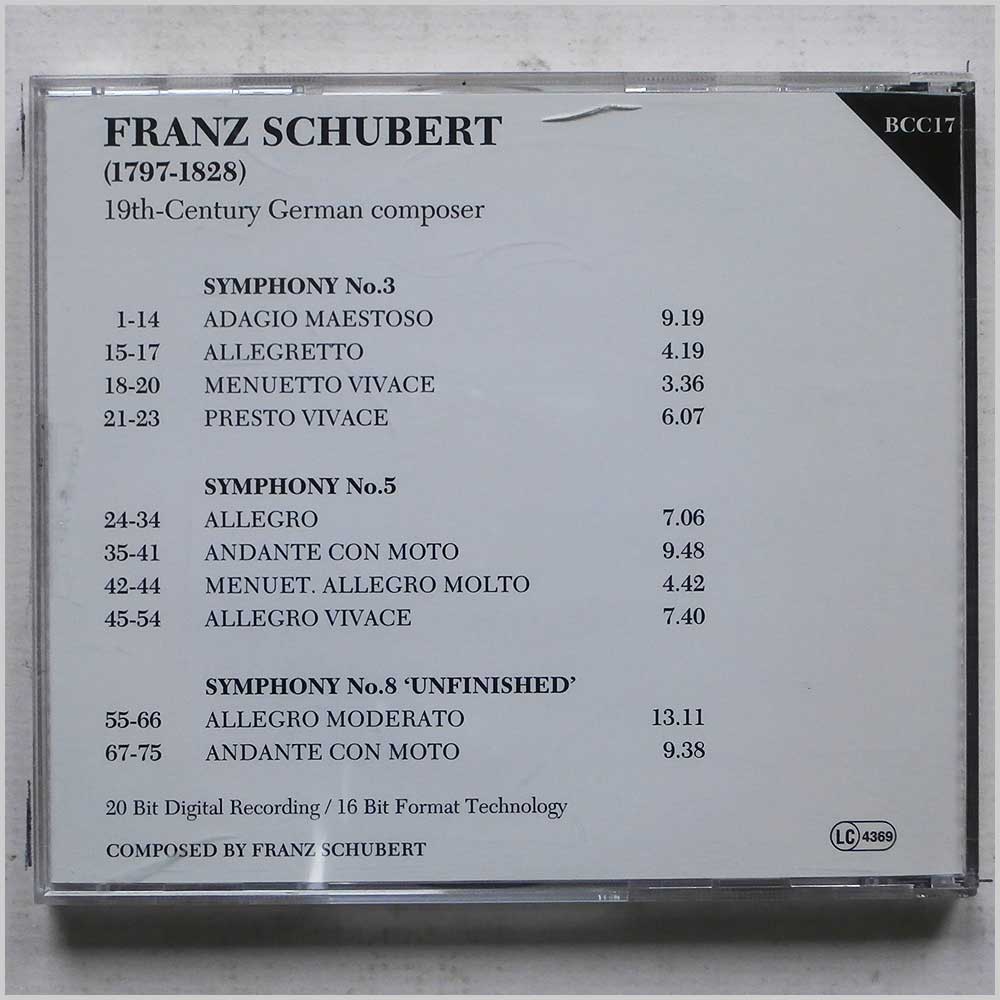 FRANZ SCHUBERT
BCC17
(1797-1828)
19th-Century German composer
SYMPHONY No.3
1-14 ADAGIO MAESTOSO 9.19
15-17 ALLEGRETTO 4.19
18-20 MENUETTO VIVACE 3.36
21-23 PRESTO VIVACE 6.07
SYMPHONY No.5
24-34 ALLEGRO 7.06
35-41 ANDANTE CON MOTO 9.48
42-44 MENUET. ALLEGRO MOLTO 4.42
45-54 ALLEGRO VIVACE 7.40
SYMPHONY No.8 ‘UNFINISHED’
55-66 ALLEGRO MODERATO 13.11
67-75 ANDANTE CON MOTO 9.38
20 Bit Digital Recording / 16 Bit Format Technology
LC 4369
COMPOSED BY FRANZ SCHUBERT